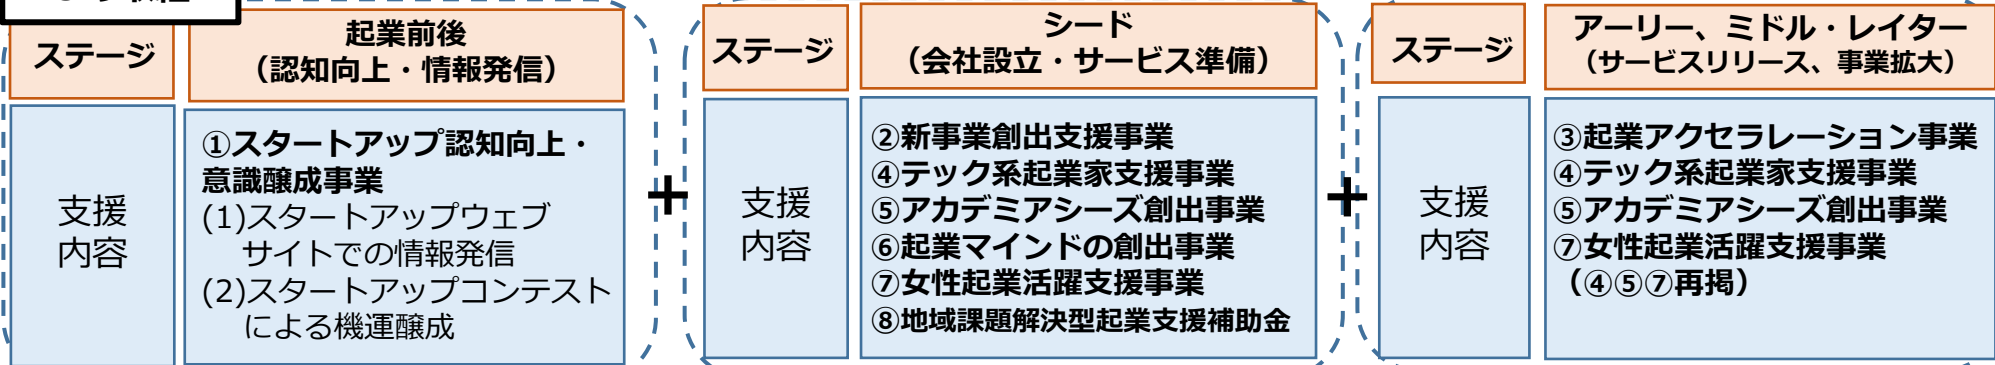 ステージ
起業前後
（認知向上・情報発信）
支援
内容
①スタートアップ認知向上・
意識醸成事業
(1)スタートアップウェブ
サイトでの情報発信
(2)スタートアップコンテスト
による機運醸成
＋
ステージ
シード
（会社設立・サービス準備）
支援
内容
②新事業創出支援事業
④テック系起業家支援事業
⑤アカデミアシーズ創出事業
⑥起業マインドの創出事業
⑦女性起業活躍支援事業
⑧地域課題解決型起業支援補助金
＋
ステージ
アーリー、ミドル・レイター
（サービスリリース、事業拡大）
支援
内容
③起業アクセラレーション事業
④テック系起業家支援事業
⑤アカデミアシーズ創出事業
⑦女性起業活躍支援事業
（④⑤⑦再掲）